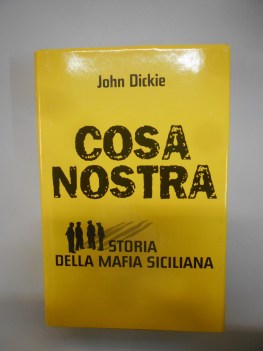 John Dickie
COSA
NOSTRA
STORIA
DELLA MAFIA SICILIANA